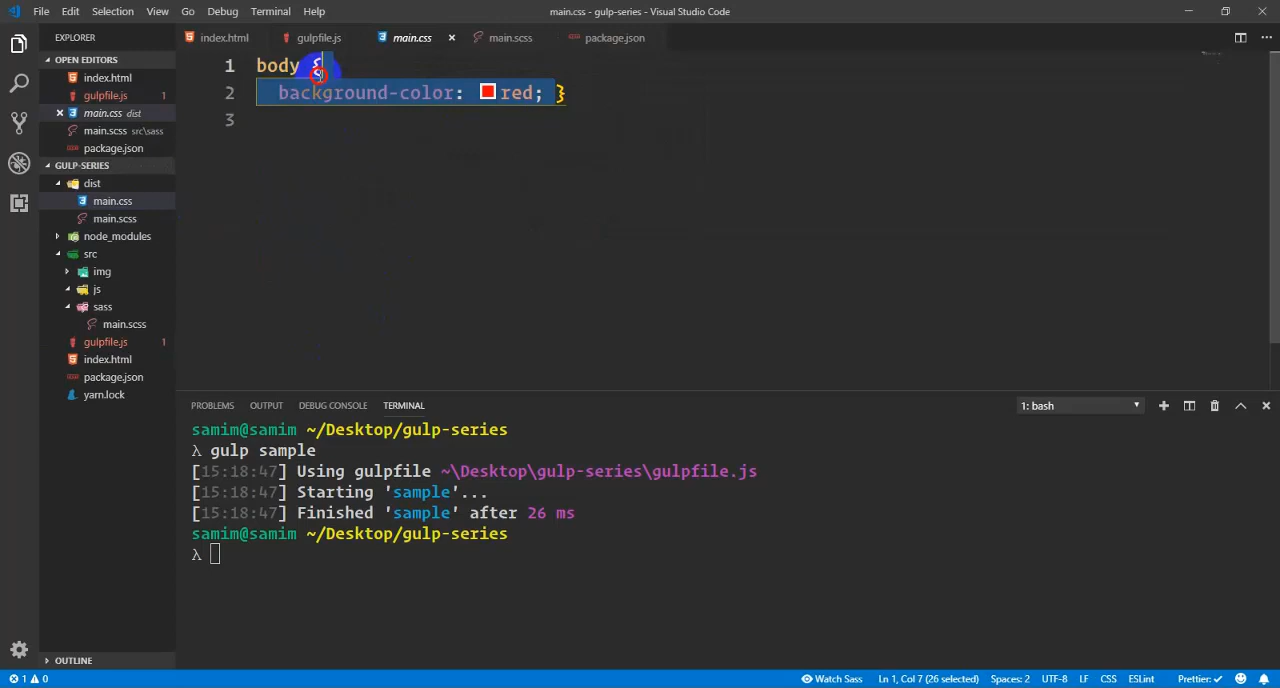 File Edit Selection View Go Debug Terminal Help
main.css - gulp-series - Visual Studio Code
EXPLORER
index.html
gulpfile.js
main.css
main.scss
package.json
OPEN EDITORS
index.html
gulpfile.js 1
main.css dist
main.scss src\sass
package.json
GULP-SERIES
dist
main.css
main.scss
node_modules
src
img
js
sass
main.scss
gulpfile.js 1
index.html
package.json
yarn.lock
OUTLINE
1 body {
2 background-color: red; }
3
PROBLEMS OUTPUT DEBUG CONSOLE TERMINAL
1: bash
samim@samim ~/Desktop/gulp-series
λ gulp sample
[15:18:47] Using gulpfile ~\Desktop\gulp-series\gulpfile.js
[15:18:47] Starting 'sample'...
[15:18:47] Finished 'sample' after 26 ms
samim@samim ~/Desktop/gulp-series
λ
1 0
Watch Sass Ln 1, Col 7 (26 selected) Spaces: 2 UTF-8 LF CSS ESLint Prettier: ✓